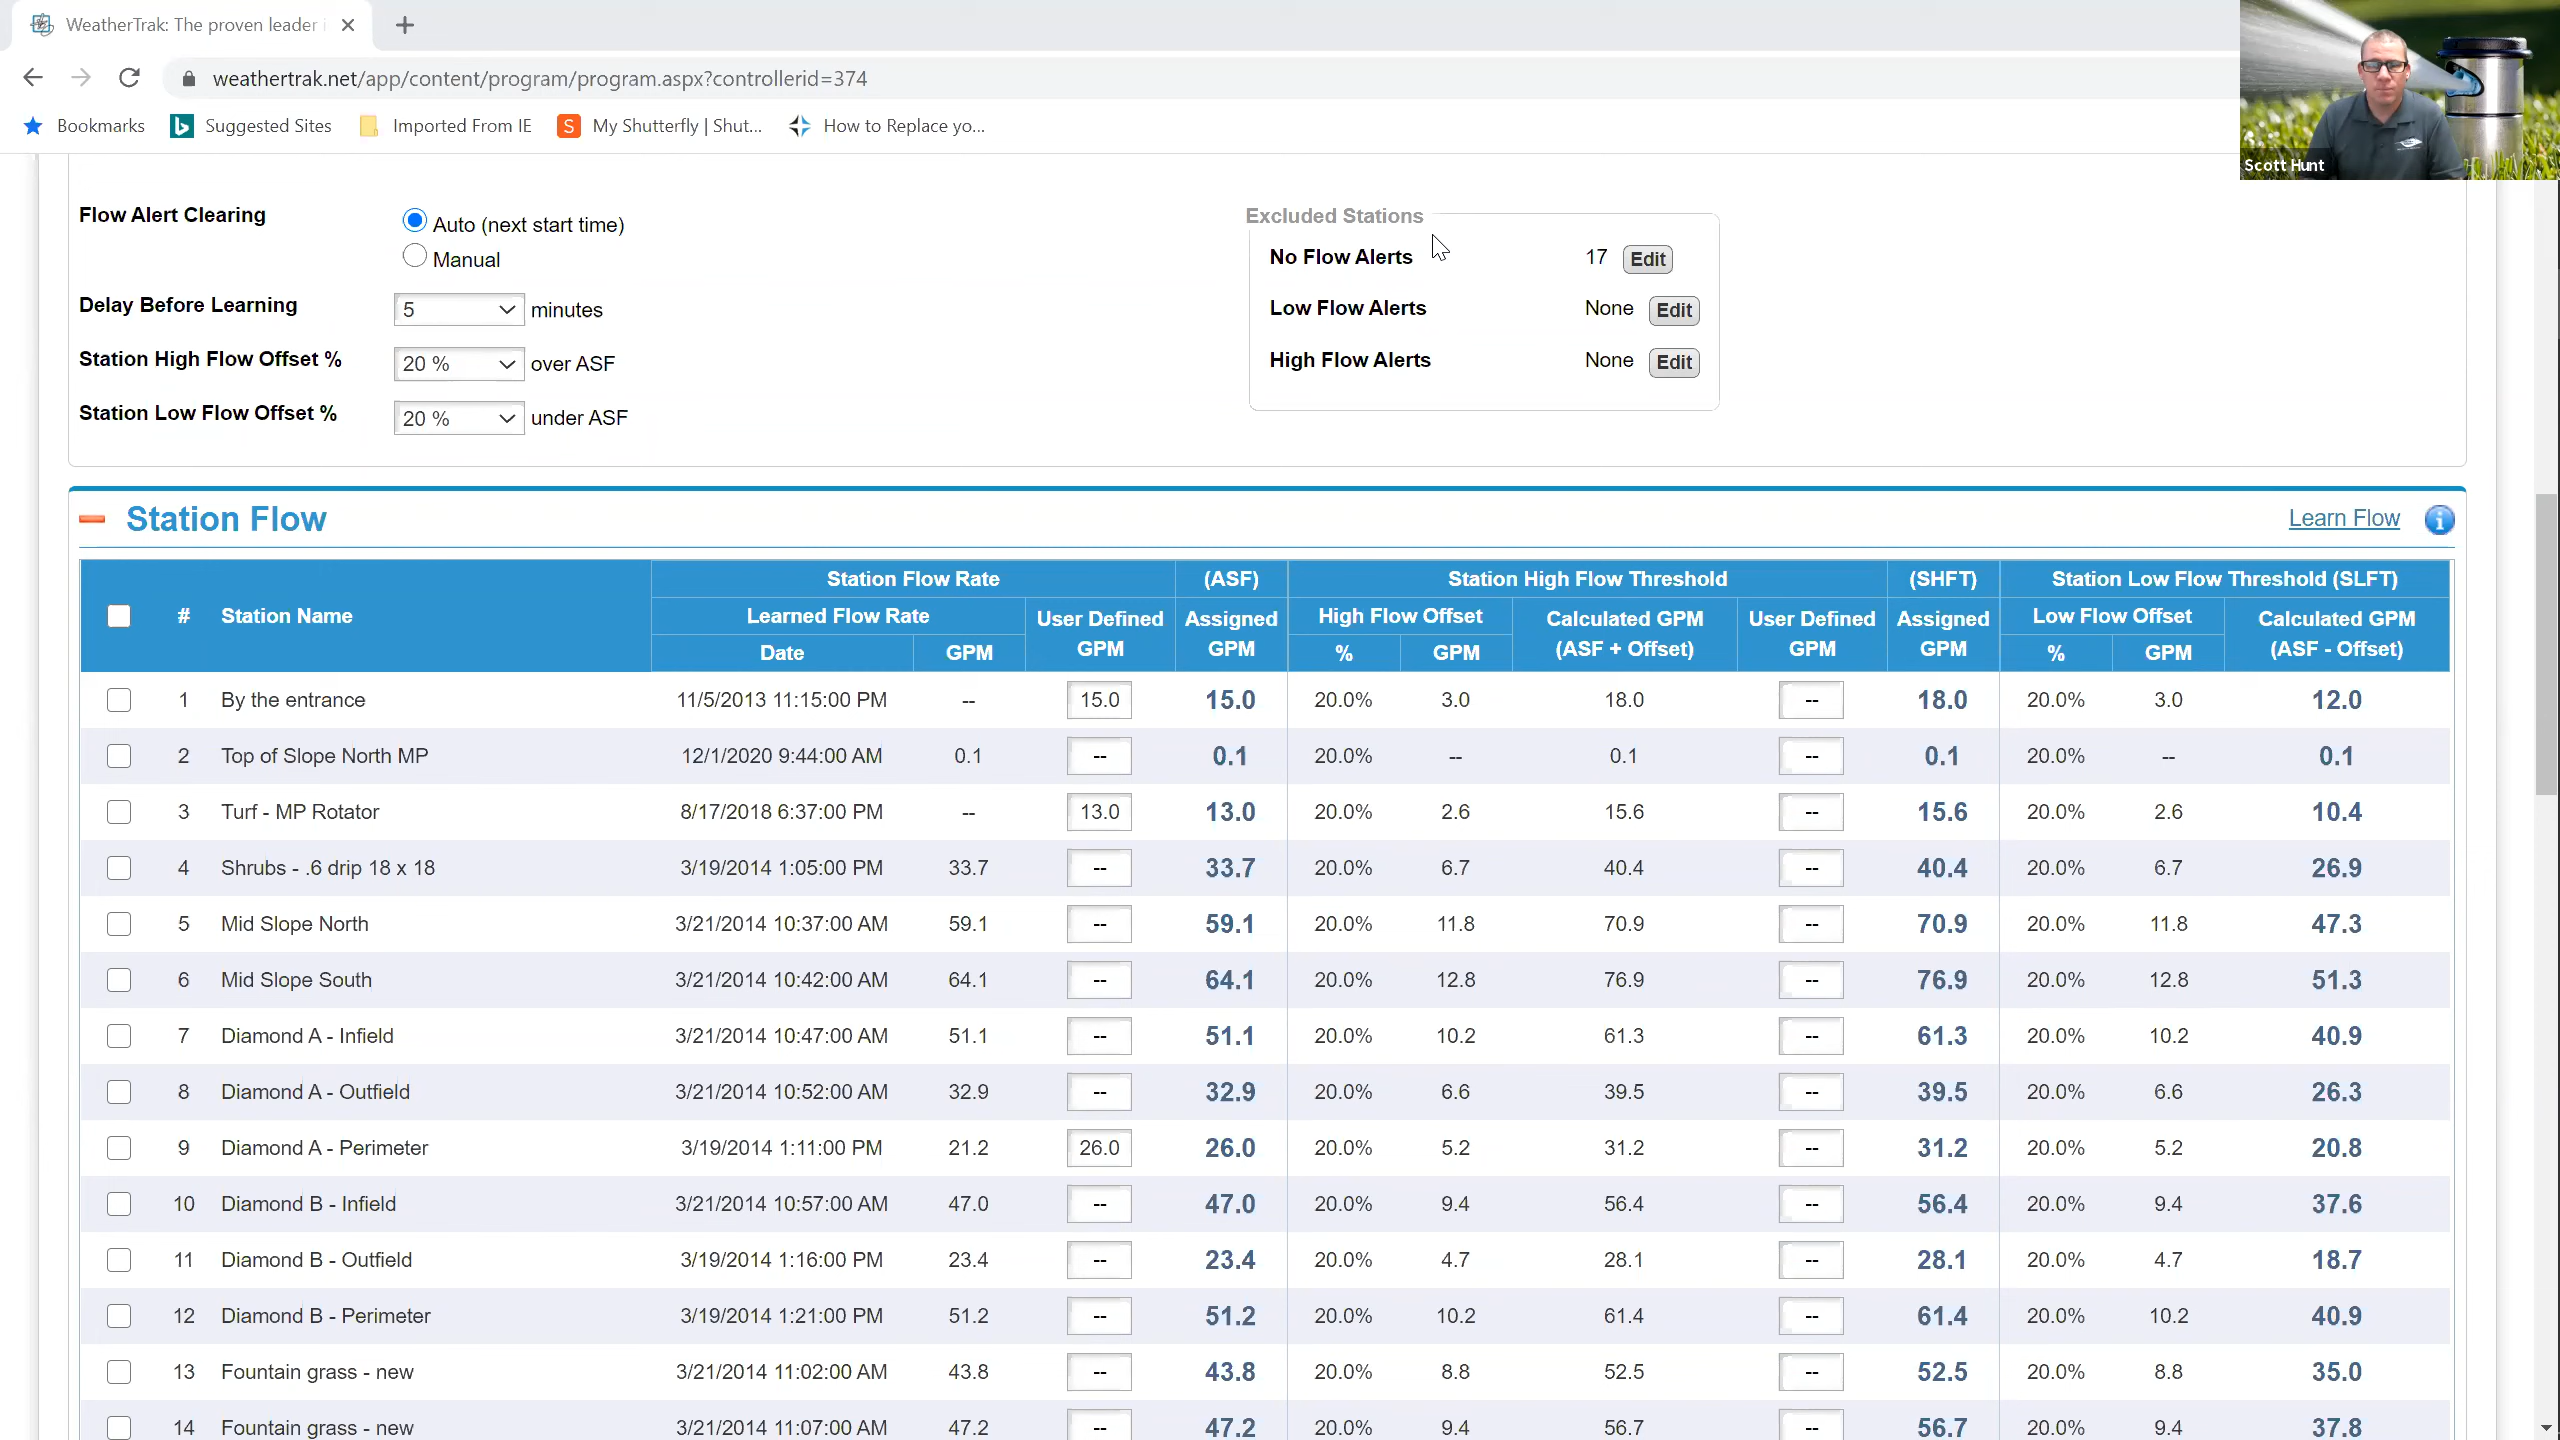 WeatherTrak: The proven leader i
weathertrak.net/app/content/program/program.aspx?controllerid=374
Bookmarks Suggested Sites Imported From IE S My Shutterfly | Shut... How to Replace yo...
Scott Hunt
Flow Alert Clearing Auto (next start time)
Manual
Delay Before Learning 5 minutes
Station High Flow Offset % 20 % over ASF
Station Low Flow Offset % 20 % under ASF
Excluded Stations
No Flow Alerts 17 Edit
Low Flow Alerts None Edit
High Flow Alerts None Edit
Station Flow Learn Flow i
Station Flow Rate (ASF) Station High Flow Threshold (SHFT) Station Low Flow Threshold (SLFT)
# Station Name Learned Flow Rate User Defined GPM Assigned GPM High Flow Offset Calculated GPM (ASF + Offset) User Defined GPM Assigned GPM Low Flow Offset Calculated GPM (ASF - Offset)
Date GPM % GPM % GPM
1 By the entrance 11/5/2013 11:15:00 PM -- 15.0 15.0 20.0% 3.0 18.0 -- 18.0 20.0% 3.0 12.0
2 Top of Slope North MP 12/1/2020 9:44:00 AM 0.1 -- 0.1 20.0% -- 0.1 -- 0.1 20.0% -- 0.1
3 Turf - MP Rotator 8/17/2018 6:37:00 PM -- 13.0 13.0 20.0% 2.6 15.6 -- 15.6 20.0% 2.6 10.4
4 Shrubs - .6 drip 18 x 18 3/19/2014 1:05:00 PM 33.7 -- 33.7 20.0% 6.7 40.4 -- 40.4 20.0% 6.7 26.9
5 Mid Slope North 3/21/2014 10:37:00 AM 59.1 -- 59.1 20.0% 11.8 70.9 -- 70.9 20.0% 11.8 47.3
6 Mid Slope South 3/21/2014 10:42:00 AM 64.1 -- 64.1 20.0% 12.8 76.9 -- 76.9 20.0% 12.8 51.3
7 Diamond A - Infield 3/21/2014 10:47:00 AM 51.1 -- 51.1 20.0% 10.2 61.3 -- 61.3 20.0% 10.2 40.9
8 Diamond A - Outfield 3/21/2014 10:52:00 AM 32.9 -- 32.9 20.0% 6.6 39.5 -- 39.5 20.0% 6.6 26.3
9 Diamond A - Perimeter 3/19/2014 1:11:00 PM 21.2 26.0 26.0 20.0% 5.2 31.2 -- 31.2 20.0% 5.2 20.8
10 Diamond B - Infield 3/21/2014 10:57:00 AM 47.0 -- 47.0 20.0% 9.4 56.4 -- 56.4 20.0% 9.4 37.6
11 Diamond B - Outfield 3/19/2014 1:16:00 PM 23.4 -- 23.4 20.0% 4.7 28.1 -- 28.1 20.0% 4.7 18.7
12 Diamond B - Perimeter 3/19/2014 1:21:00 PM 51.2 -- 51.2 20.0% 10.2 61.4 -- 61.4 20.0% 10.2 40.9
13 Fountain grass - new 3/21/2014 11:02:00 AM 43.8 -- 43.8 20.0% 8.8 52.5 -- 52.5 20.0% 8.8 35.0
14 Fountain grass - new 3/21/2014 11:07:00 AM 47.2 -- 47.2 20.0% 9.4 56.7 -- 56.7 20.0% 9.4 37.8